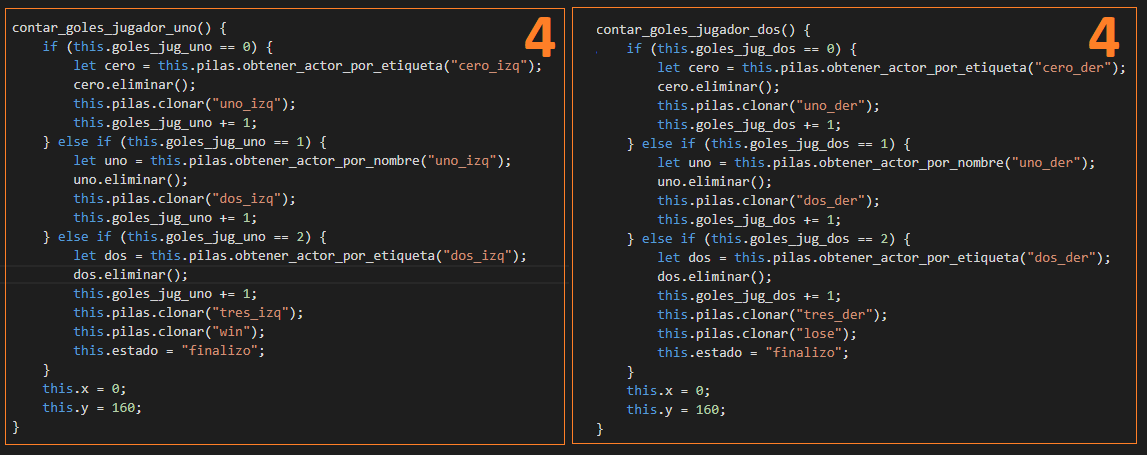 4
contar_goles_jugador_uno() {
    if (this.goles_jug_uno == 0) {
        let cero = this.pilas.obtener_actor_por_etiqueta("cero_izq");
        cero.eliminar();
        this.pilas.clonar("uno_izq");
        this.goles_jug_uno += 1;
    } else if (this.goles_jug_uno == 1) {
        let uno = this.pilas.obtener_actor_por_nombre("uno_izq");
        uno.eliminar();
        this.pilas.clonar("dos_izq");
        this.goles_jug_uno += 1;
    } else if (this.goles_jug_uno == 2) {
        let dos = this.pilas.obtener_actor_por_etiqueta("dos_izq");
        dos.eliminar();
        this.goles_jug_uno += 1;
        this.pilas.clonar("tres_izq");
        this.pilas.clonar("win");
        this.estado = "finalizo";
    }
    this.x = 0;
    this.y = 160;
}
4
contar_goles_jugador_dos() {
    if (this.goles_jug_dos == 0) {
        let cero = this.pilas.obtener_actor_por_etiqueta("cero_der");
        cero.eliminar();
        this.pilas.clonar("uno_der");
        this.goles_jug_dos += 1;
    } else if (this.goles_jug_dos == 1) {
        let uno = this.pilas.obtener_actor_por_nombre("uno_der");
        uno.eliminar();
        this.pilas.clonar("dos_der");
        this.goles_jug_dos += 1;
    } else if (this.goles_jug_dos == 2) {
        let dos = this.pilas.obtener_actor_por_etiqueta("dos_der");
        dos.eliminar();
        this.goles_jug_dos += 1;
        this.pilas.clonar("tres_der");
        this.pilas.clonar("lose");
        this.estado = "finalizo";
    }
    this.x = 0;
    this.y = 160;
}